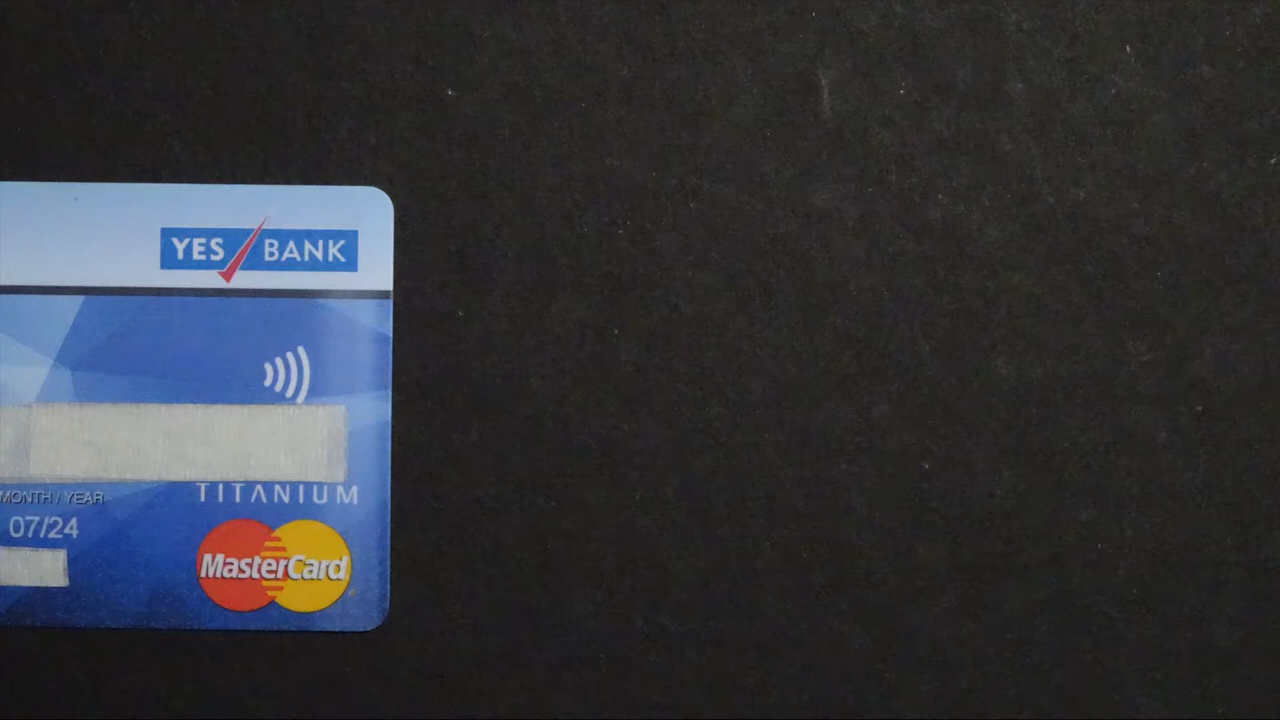 YES BANK
MONTH / YEAR
TITANIUM
07/24
MasterCard